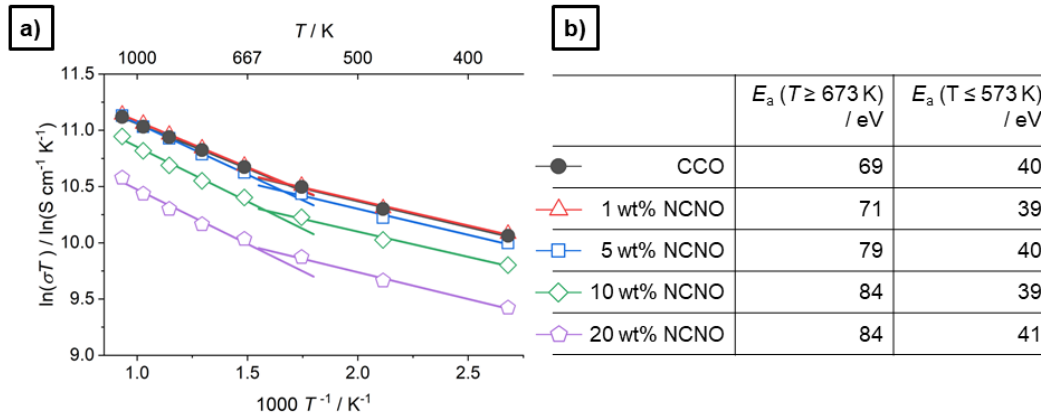 a)
T / K
1000 667 500 400
11.5
11.0
10.5
10.0
9.5
9.0
ln(σT) / ln(S cm⁻¹ K⁻¹)
1.0 1.5 2.0 2.5
1000 T⁻¹ / K⁻¹
b)
Eₐ (T ≥ 673 K) / eV Eₐ (T ≤ 573 K) / eV
CCO 69 40
1 wt% NCNO 71 39
5 wt% NCNO 79 40
10 wt% NCNO 84 39
20 wt% NCNO 84 41